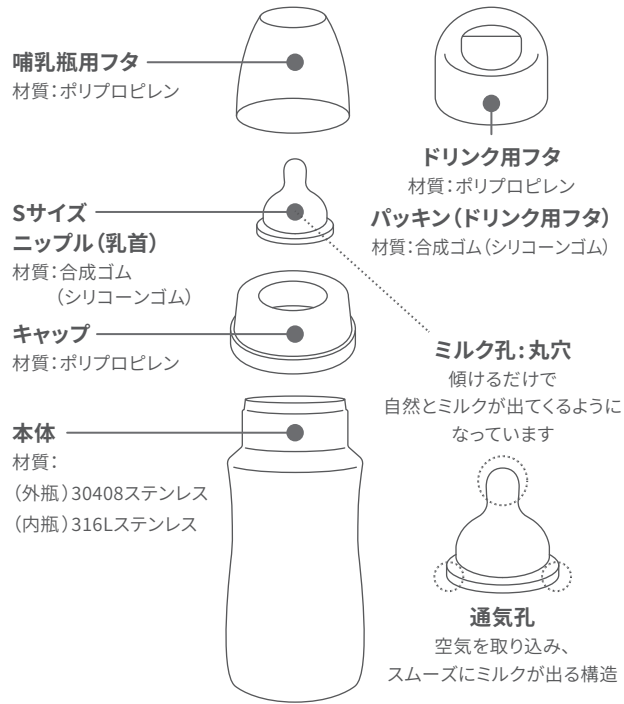 哺乳瓶用フタ
材質：ポリプロピレン
Sサイズ
ニップル（乳首）
材質：合成ゴム
（シリコーンゴム）
キャップ
材質：ポリプロピレン
本体
材質：
（外瓶）30408ステンレス
（内瓶）316Lステンレス
ドリンク用フタ
材質：ポリプロピレン
パッキン（ドリンク用フタ）
材質：合成ゴム（シリコーンゴム）
ミルク孔：丸穴
傾けるだけで
自然とミルクが出てくるように
なっています
通気孔
空気を取り込み、
スムーズにミルクが出る構造